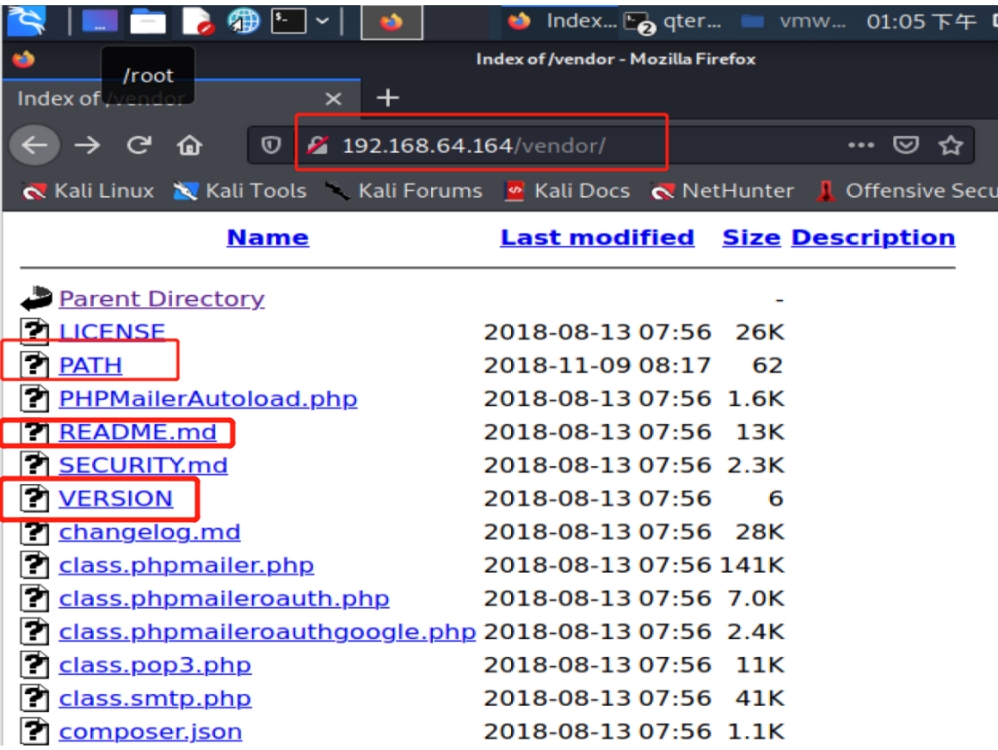 Index... 2 qter... vmw... 01:05 下午
Index of /vendor - Mozilla Firefox
/root
Index of /vendor
192.168.64.164/vendor/
Kali Linux Kali Tools Kali Forums Kali Docs NetHunter Offensive Secu
Name Last modified Size Description
Parent Directory -
LICENSE 2018-08-13 07:56 26K
PATH 2018-11-09 08:17 62
PHPMailerAutoload.php 2018-08-13 07:56 1.6K
README.md 2018-08-13 07:56 13K
SECURITY.md 2018-08-13 07:56 2.3K
VERSION 2018-08-13 07:56 6
changelog.md 2018-08-13 07:56 28K
class.phpmailer.php 2018-08-13 07:56 141K
class.phpmaileroauth.php 2018-08-13 07:56 7.0K
class.phpmaileroauthgoogle.php 2018-08-13 07:56 2.4K
class.pop3.php 2018-08-13 07:56 11K
class.smtp.php 2018-08-13 07:56 41K
composer.json 2018-08-13 07:56 1.1K